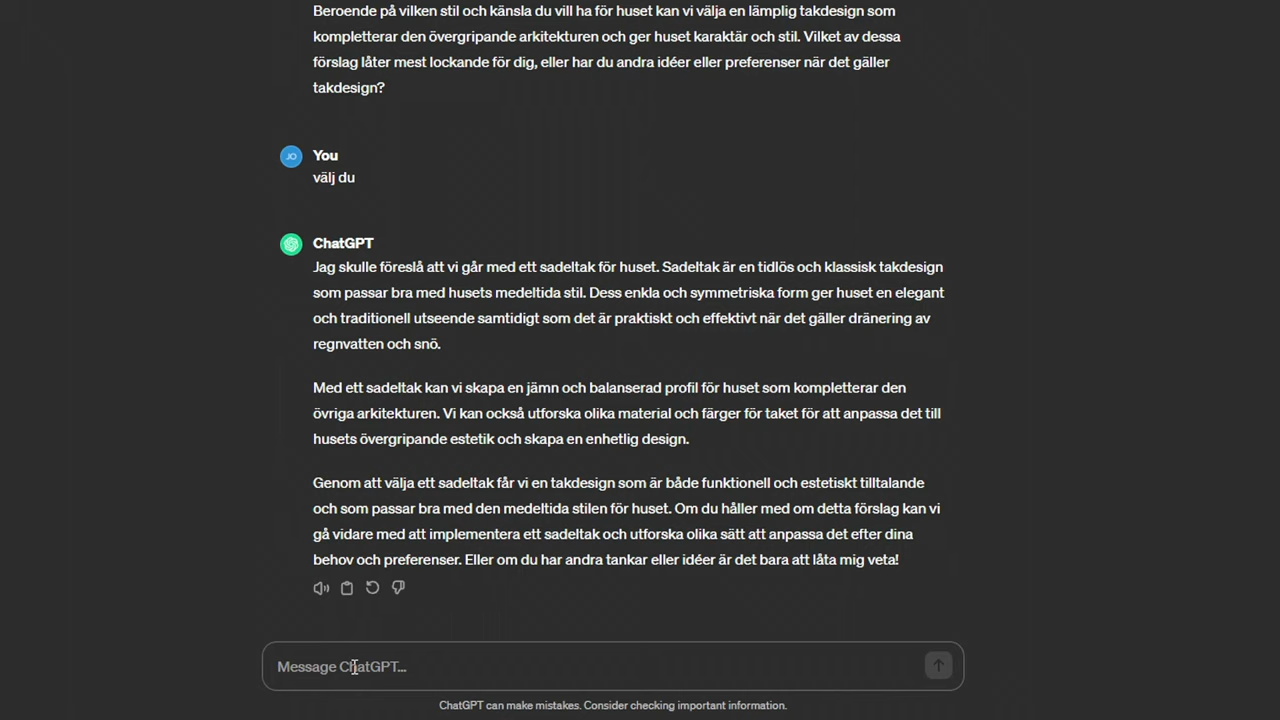 Beroende på vilken stil och känsla du vill ha för huset kan vi välja en lämplig takdesign som
kompletterar den övergripande arkitekturen och ger huset karaktär och stil. Vilket av dessa
förslag låter mest lockande för dig, eller har du andra idéer eller preferenser när det gäller
takdesign?
JO
You
välj du
ChatGPT
Jag skulle föreslå att vi går med ett sadeltak för huset. Sadeltak är en tidlös och klassisk takdesign
som passar bra med husets medeltida stil. Dess enkla och symmetriska form ger huset en elegant
och traditionell utseende samtidigt som det är praktiskt och effektivt när det gäller dränering av
regnvatten och snö.
Med ett sadeltak kan vi skapa en jämn och balanserad profil för huset som kompletterar den
övriga arkitekturen. Vi kan också utforska olika material och färger för taket för att anpassa det till
husets övergripande estetik och skapa en enhetlig design.
Genom att välja ett sadeltak får vi en takdesign som är både funktionell och estetiskt tilltalande
och som passar bra med den medeltida stilen för huset. Om du håller med om detta förslag kan vi
gå vidare med att implementera ett sadeltak och utforska olika sätt att anpassa det efter dina
behov och preferenser. Eller om du har andra tankar eller idéer är det bara att låta mig veta!
Message ChatGPT...
ChatGPT can make mistakes. Consider checking important information.